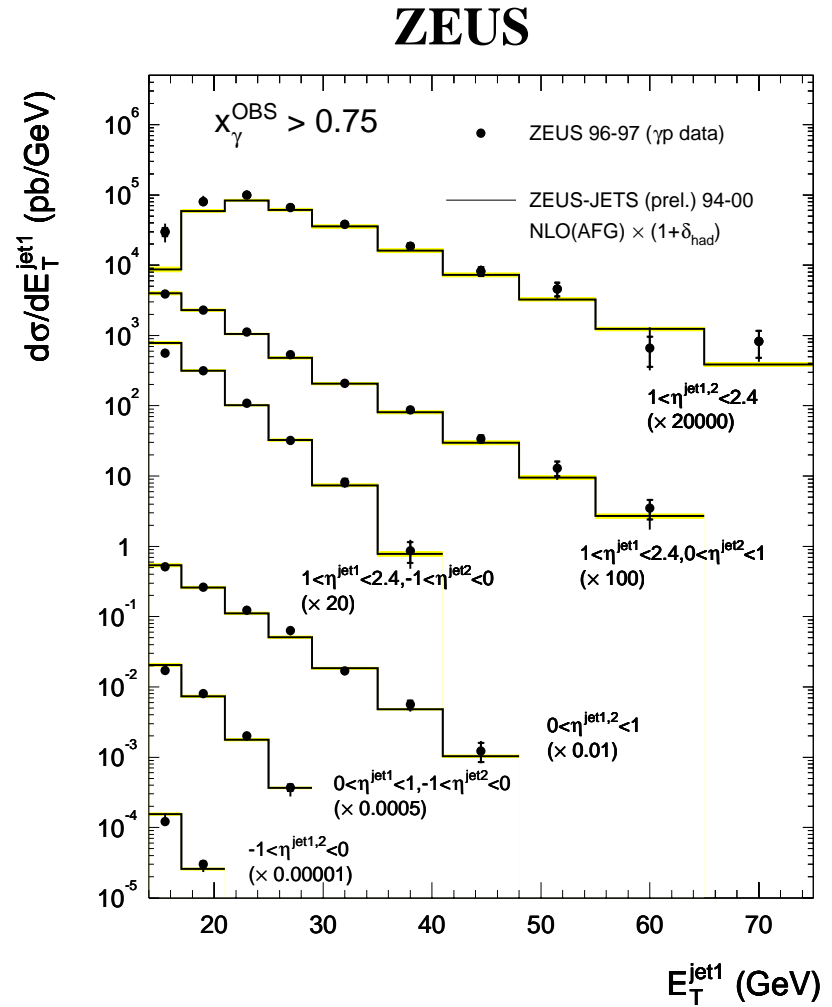 ZEUS
dσ/dE_T^jet1 (pb/GeV)
x_γ^OBS > 0.75
ZEUS 96-97 (γp data)
ZEUS-JETS (prel.) 94-00
NLO(AFG) × (1+δ_had)
10^6
10^5
10^4
10^3
10^2
10
1
10^-1
10^-2
10^-3
10^-4
10^-5
1<η^jet1,2<2.4
(× 20000)
1<η^jet1<2.4,0<η^jet2<1
(× 100)
1<η^jet1<2.4,-1<η^jet2<0
(× 20)
0<η^jet1,2<1
(× 0.01)
0<η^jet1<1,-1<η^jet2<0
(× 0.0005)
-1<η^jet1,2<0
(× 0.00001)
20 30 40 50 60 70
E_T^jet1 (GeV)